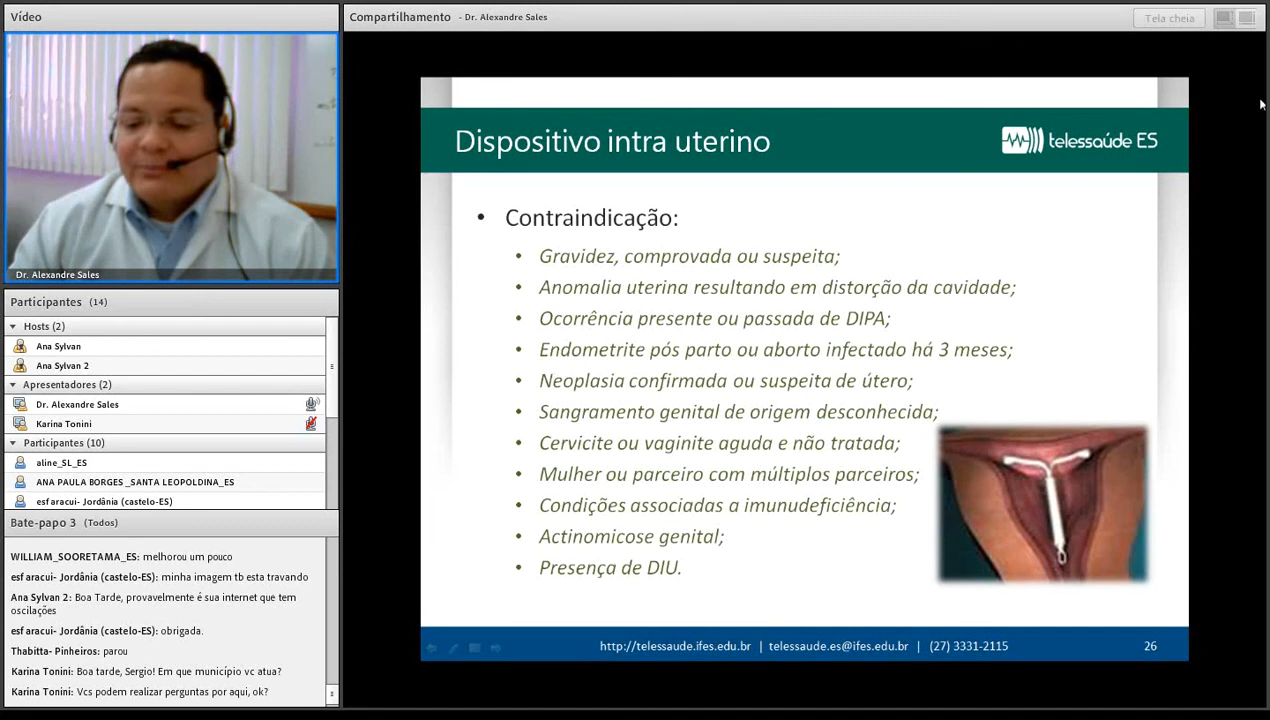 Vídeo
Dr. Alexandre Sales
Participantes (14)
Hosts (2)
Ana Sylvan
Ana Sylvan 2
Apresentadores (2)
Dr. Alexandre Sales
Karina Tonini
Participantes (10)
aline_SL_ES
ANA PAULA BORGES _SANTA LEOPOLDINA_ES
esf aracui- Jordânia (castelo-ES)
Bate-papo 3 (Todos)
WILLIAM_SOORETAMA_ES: melhorou um pouco
esf aracui- Jordânia (castelo-ES): minha imagem tb esta travando
Ana Sylvan 2: Boa Tarde, provavelmente é sua internet que tem
oscilações
esf aracui- Jordânia (castelo-ES): obrigada.
Thabitta- Pinheiros: parou
Karina Tonini: Boa tarde, Sergio! Em que município vc atua?
Karina Tonini: Vcs podem realizar perguntas por aqui, ok?
Compartilhamento - Dr. Alexandre Sales
Tela cheia
Dispositivo intra uterino
telessaúde ES
• Contraindicação:
• Gravidez, comprovada ou suspeita;
• Anomalia uterina resultando em distorção da cavidade;
• Ocorrência presente ou passada de DIPA;
• Endometrite pós parto ou aborto infectado há 3 meses;
• Neoplasia confirmada ou suspeita de útero;
• Sangramento genital de origem desconhecida;
• Cervicite ou vaginite aguda e não tratada;
• Mulher ou parceiro com múltiplos parceiros;
• Condições associadas a imunudeficiência;
• Actinomicose genital;
• Presença de DIU.
http://telessaude.ifes.edu.br | telessaude.es@ifes.edu.br | (27) 3331-2115
26